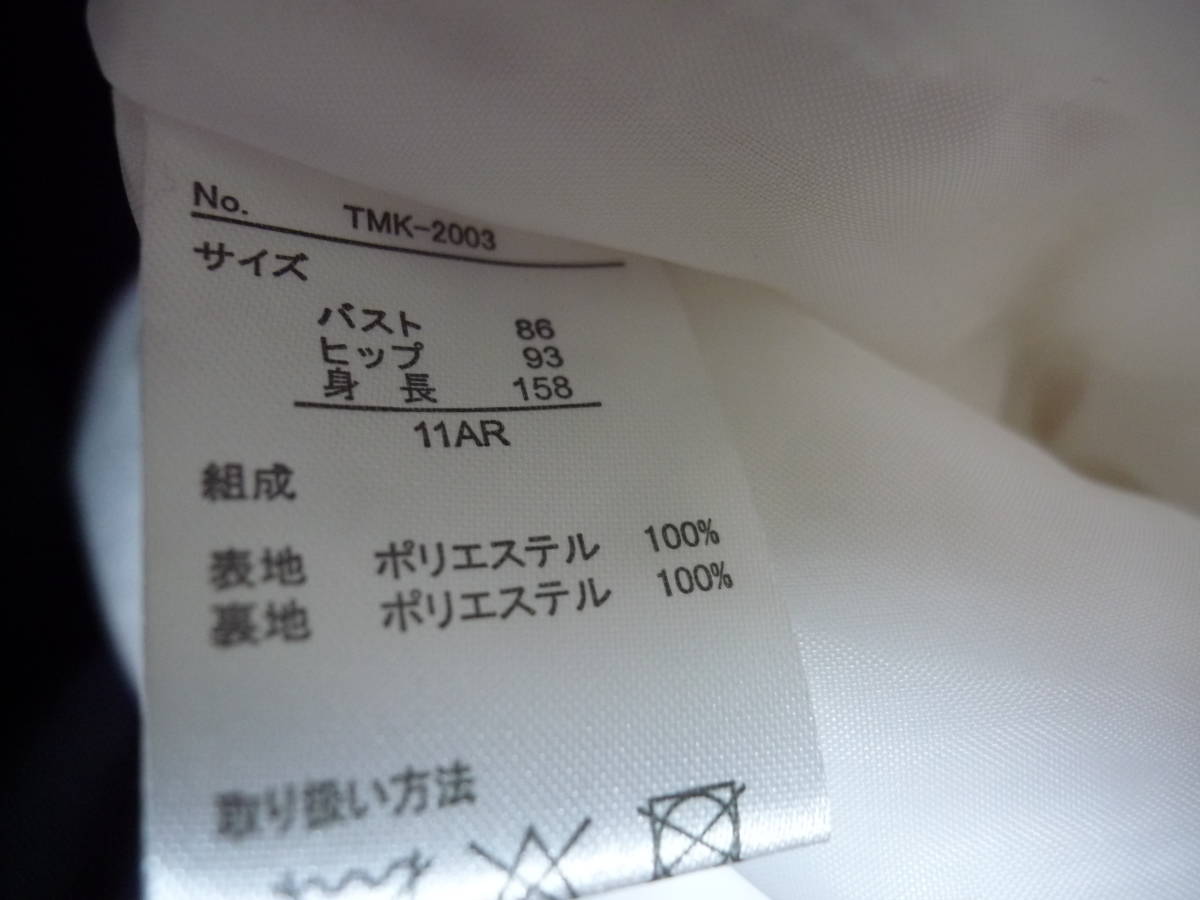 No. TMK-2003
サイズ
バスト 86
ヒップ 93
身長 158
11AR
組成
表地 ポリエステル 100%
裏地 ポリエステル 100%
取り扱い方法